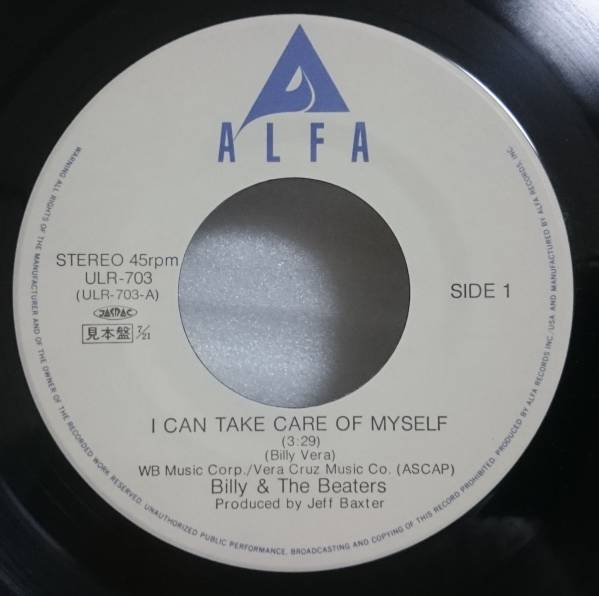 ALFA
STEREO 45rpm
ULR-703
(ULR-703-A)
JASRAC
見本盤 7/21
SIDE 1
I CAN TAKE CARE OF MYSELF
(3:29)
(Billy Vera)
WB Music Corp./Vera Cruz Music Co. (ASCAP)
Billy & The Beaters
Produced by Jeff Baxter
WARNING: ALL RIGHTS OF THE MANUFACTURER AND OF THE OWNER OF THE RECORDED WORK RESERVED. UNAUTHORIZED PUBLIC PERFORMANCE, BROADCASTING AND COPYING OF THIS RECORD PROHIBITED. PRODUCED BY ALFA RECORDS INC./USA AND MANUFACTURED BY ALFA RECORDS, INC.